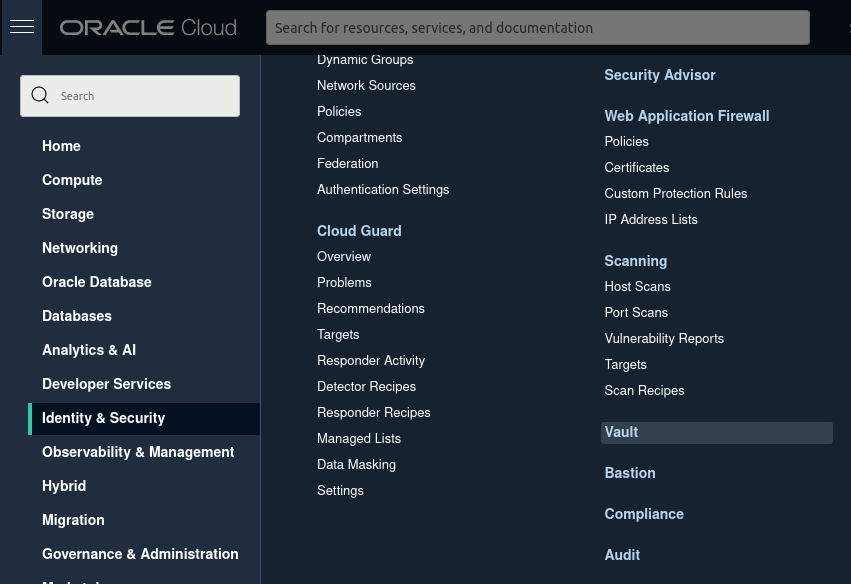 ORACLE Cloud
Search for resources, services, and documentation
Search
Home
Compute
Storage
Networking
Oracle Database
Databases
Analytics & AI
Developer Services
Identity & Security
Observability & Management
Hybrid
Migration
Governance & Administration
Dynamic Groups
Network Sources
Policies
Compartments
Federation
Authentication Settings
Cloud Guard
Overview
Problems
Recommendations
Targets
Responder Activity
Detector Recipes
Responder Recipes
Managed Lists
Data Masking
Settings
Security Advisor
Web Application Firewall
Policies
Certificates
Custom Protection Rules
IP Address Lists
Scanning
Host Scans
Port Scans
Vulnerability Reports
Targets
Scan Recipes
Vault
Bastion
Compliance
Audit